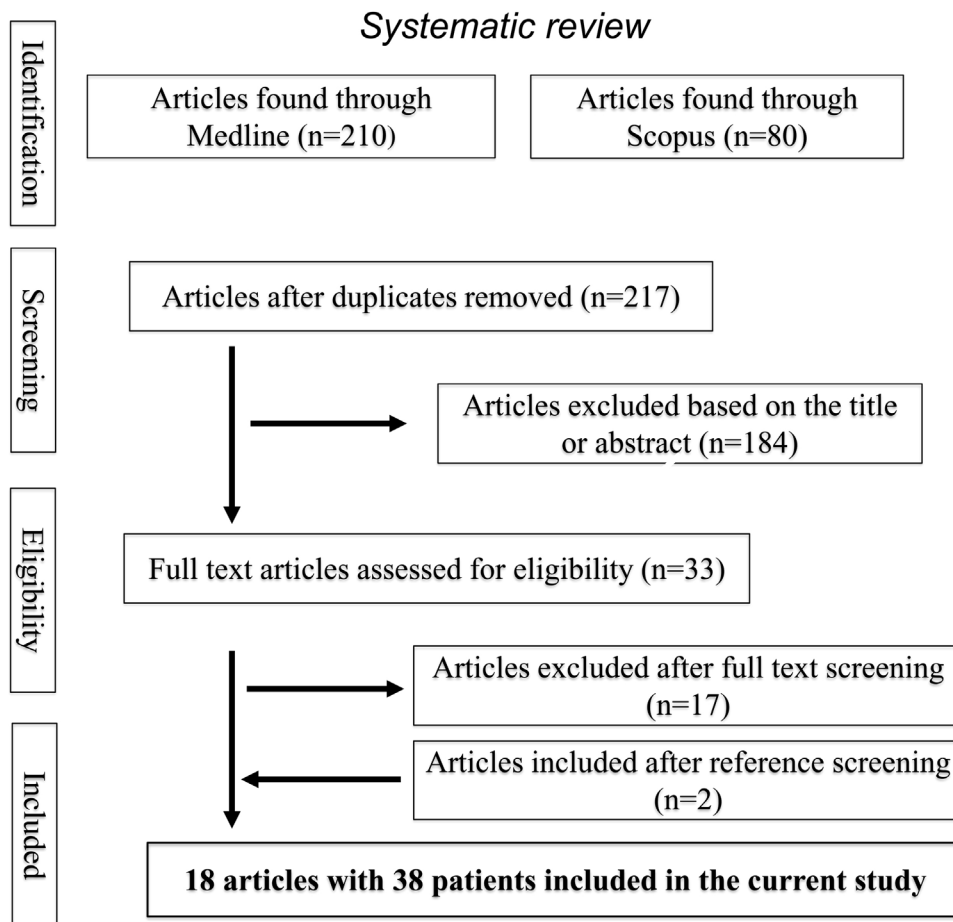 Systematic review
Identification
Articles found through
Medline (n=210)
Articles found through
Scopus (n=80)
Screening
Articles after duplicates removed (n=217)
Articles excluded based on the title
or abstract (n=184)
Eligibility
Full text articles assessed for eligibility (n=33)
Articles excluded after full text screening
(n=17)
Included
Articles included after reference screening
(n=2)
18 articles with 38 patients included in the current study